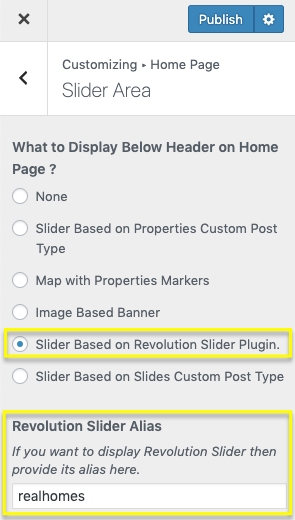 Publish
Customizing ▸ Home Page
Slider Area
What to Display Below Header on Home
Page ?
None
Slider Based on Properties Custom Post
Type
Map with Properties Markers
Image Based Banner
Slider Based on Revolution Slider Plugin.
Slider Based on Slides Custom Post Type
Revolution Slider Alias
If you want to display Revolution Slider then
provide its alias here.
realhomes